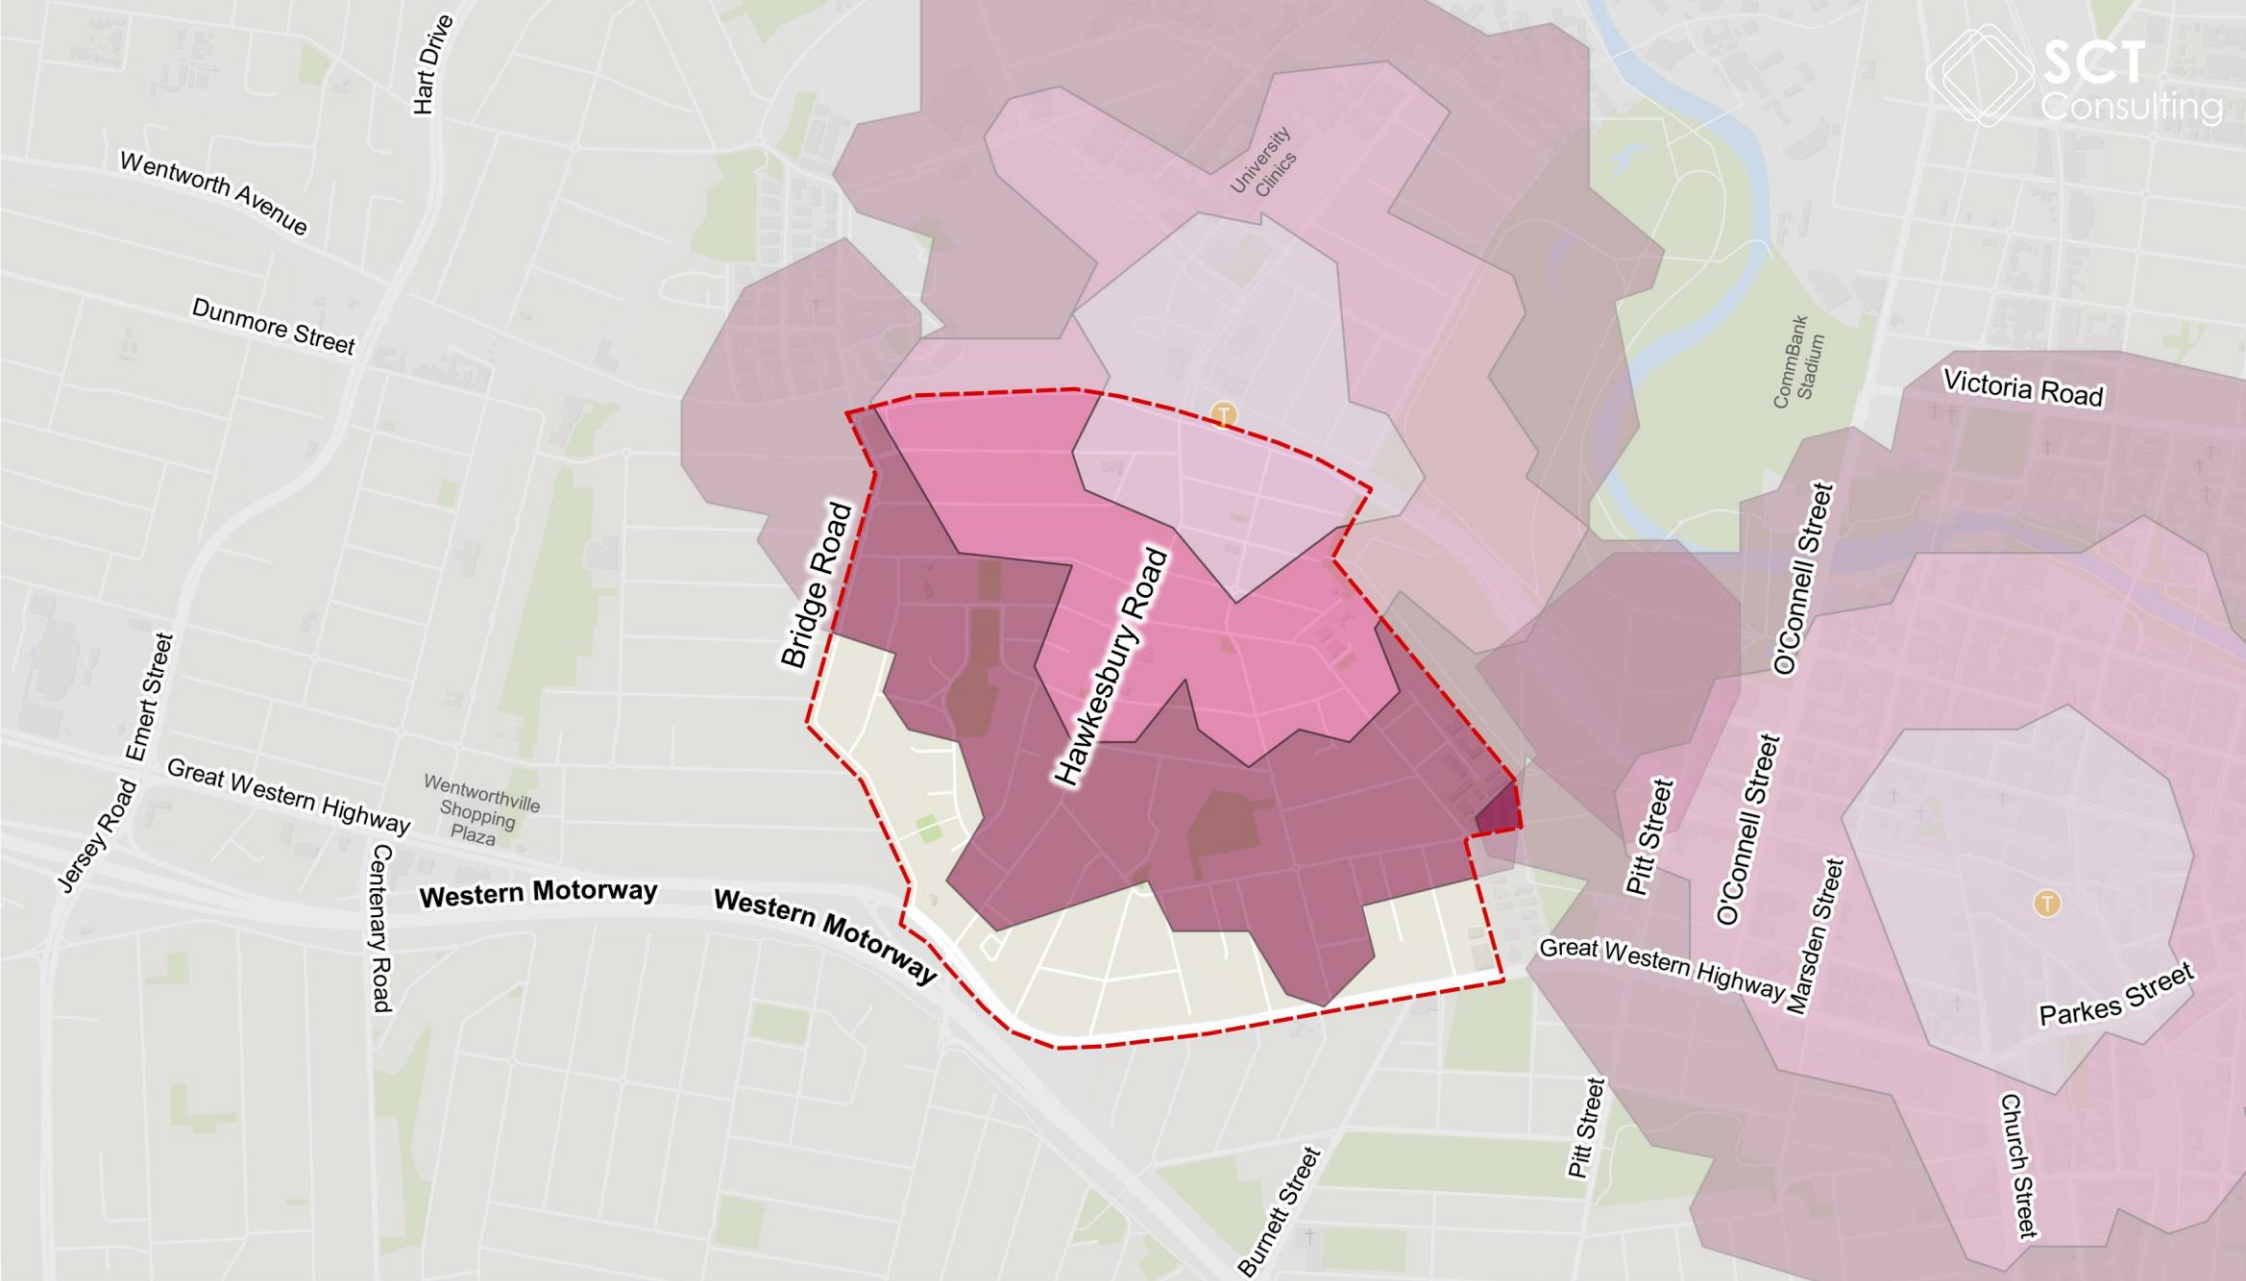 Hart Drive
SCT
Consulting
Wentworth Avenue
University
Clinics
Dunmore Street
CommBank
Stadium
Victoria Road
T
Bridge Road
O'Connell Street
Hawkesbury Road
Emert Street
Great Western Highway
Wentworthville
Shopping
Plaza
Jersey Road
Pitt Street
O'Connell Street
Centenary Road
Western Motorway
Western Motorway
Marsden Street
T
Great Western Highway
Parkes Street
Pitt Street
Church Street
Burnett Street